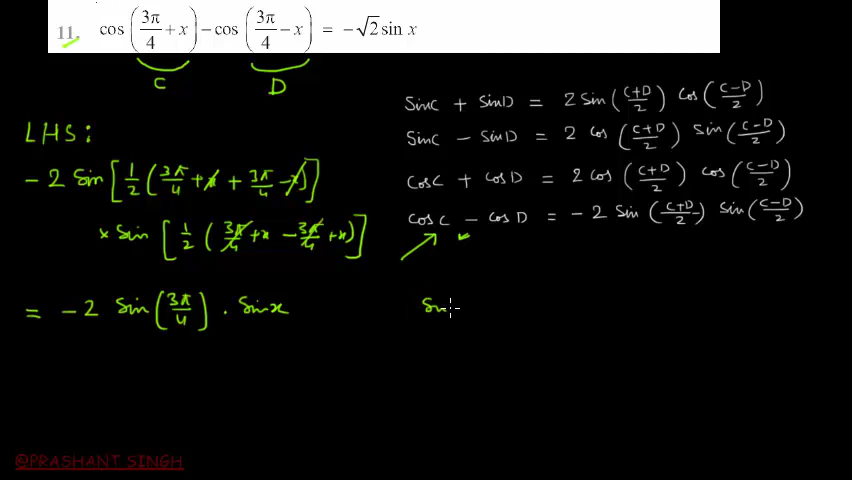 11. cos(3π/4 + x) − cos(3π/4 − x) = −√2 sin x
C D
LHS:
− 2 Sin[1/2 (3π/4 + x + 3π/4 − x)]
× Sin [1/2 (3π/4 + x − 3π/4 + x)]
= − 2 Sin(3π/4) . Sinx
SinC + SinD = 2 Sin(C+D/2) Cos(C−D/2)
SinC − SinD = 2 Cos(C+D/2) Sin(C−D/2)
CosC + CosD = 2 Cos(C+D/2) Cos(C−D/2)
CosC − CosD = −2 Sin(C+D/2) Sin(C−D/2)
Sin
@PRASHANT SINGH